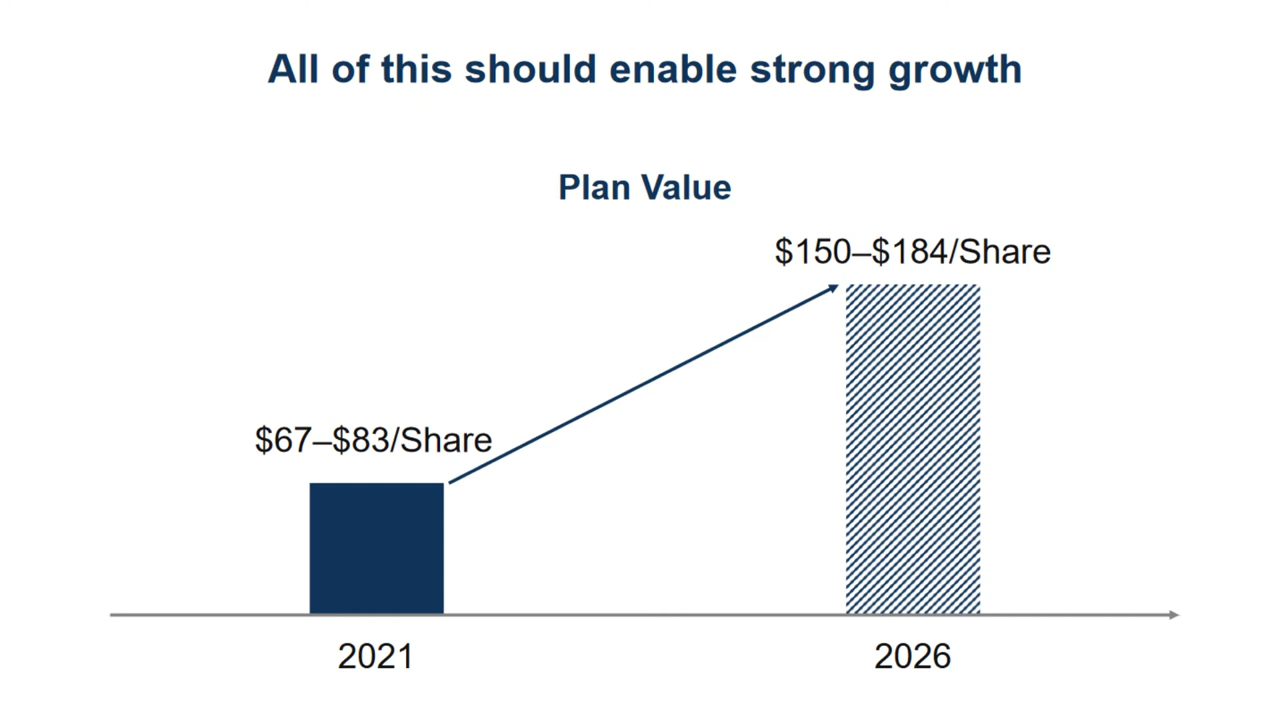 All of this should enable strong growth
Plan Value
$150–$184/Share
$67–$83/Share
2021
2026